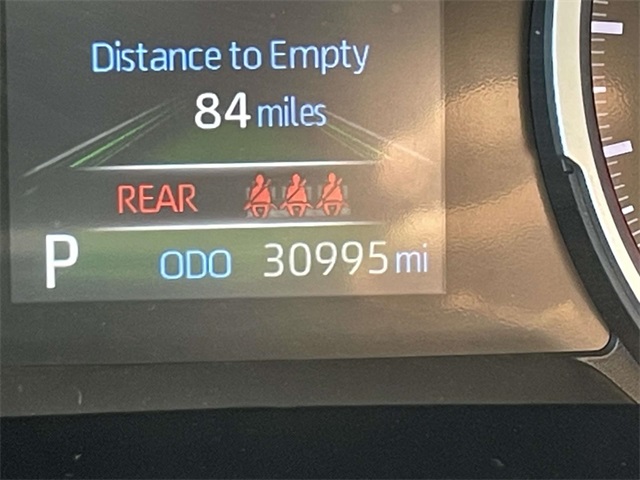 Distance to Empty
84 miles
REAR
P ODO 30995 mi